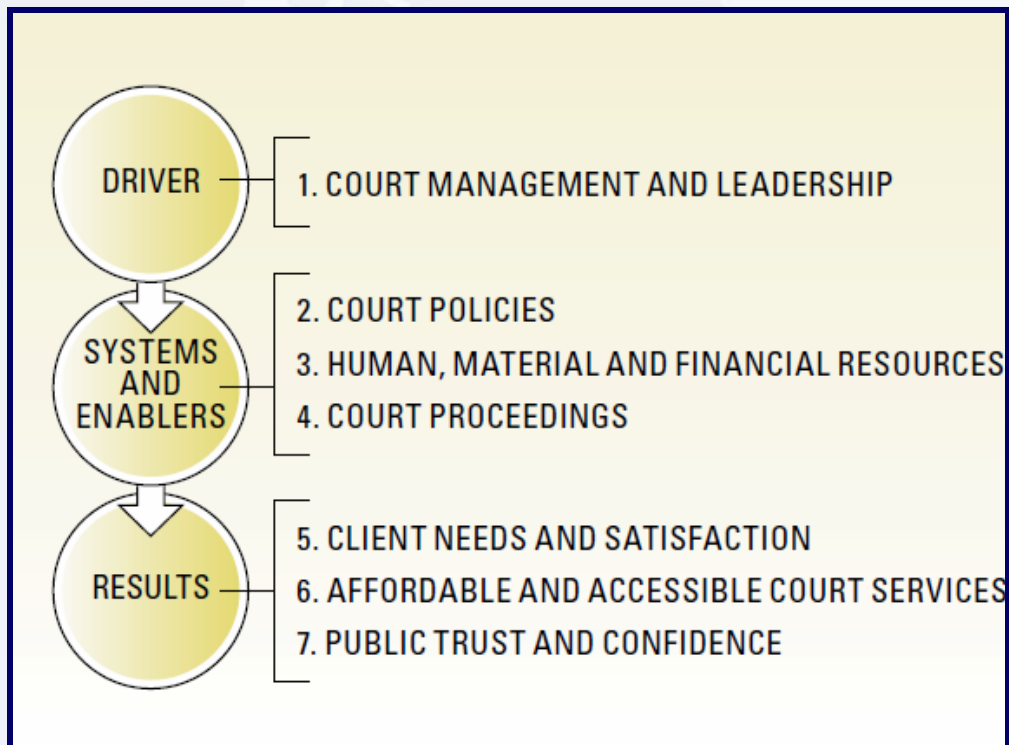 DRIVER
1. COURT MANAGEMENT AND LEADERSHIP
SYSTEMS
AND
ENABLERS
2. COURT POLICIES
3. HUMAN, MATERIAL AND FINANCIAL RESOURCES
4. COURT PROCEEDINGS
RESULTS
5. CLIENT NEEDS AND SATISFACTION
6. AFFORDABLE AND ACCESSIBLE COURT SERVICES
7. PUBLIC TRUST AND CONFIDENCE